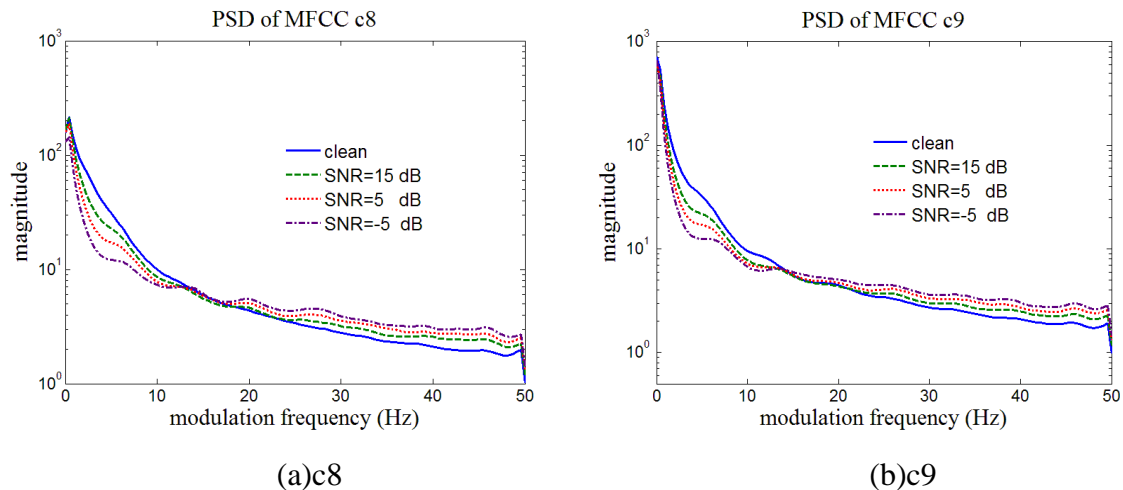 PSD of MFCC c8
10^3
10^2
10^1
10^0
magnitude
clean
SNR=15 dB
SNR=5 dB
SNR=-5 dB
0 10 20 30 40 50
modulation frequency (Hz)
(a)c8
PSD of MFCC c9
10^3
10^2
10^1
10^0
magnitude
clean
SNR=15 dB
SNR=5 dB
SNR=-5 dB
0 10 20 30 40 50
modulation frequency (Hz)
(b)c9